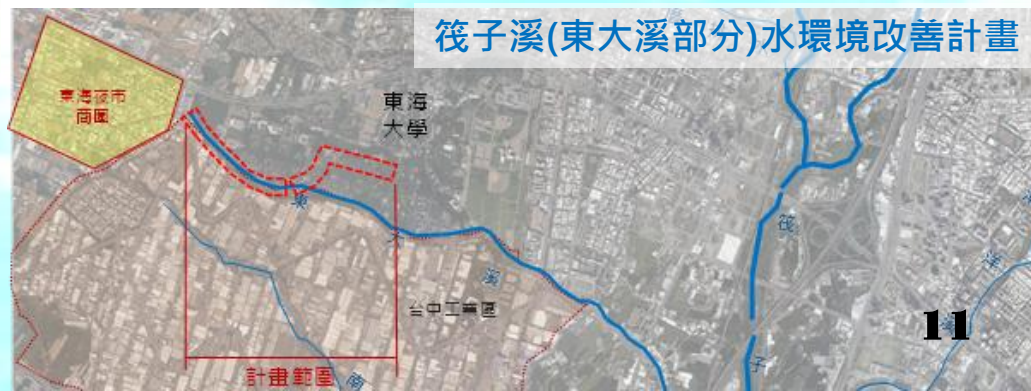 筏子溪(東大溪部分)水環境改善計畫
東海夜市
商圈
東海
大學
東
大
溪
筏
子
洋
台中工業區
計畫範圍
南
11